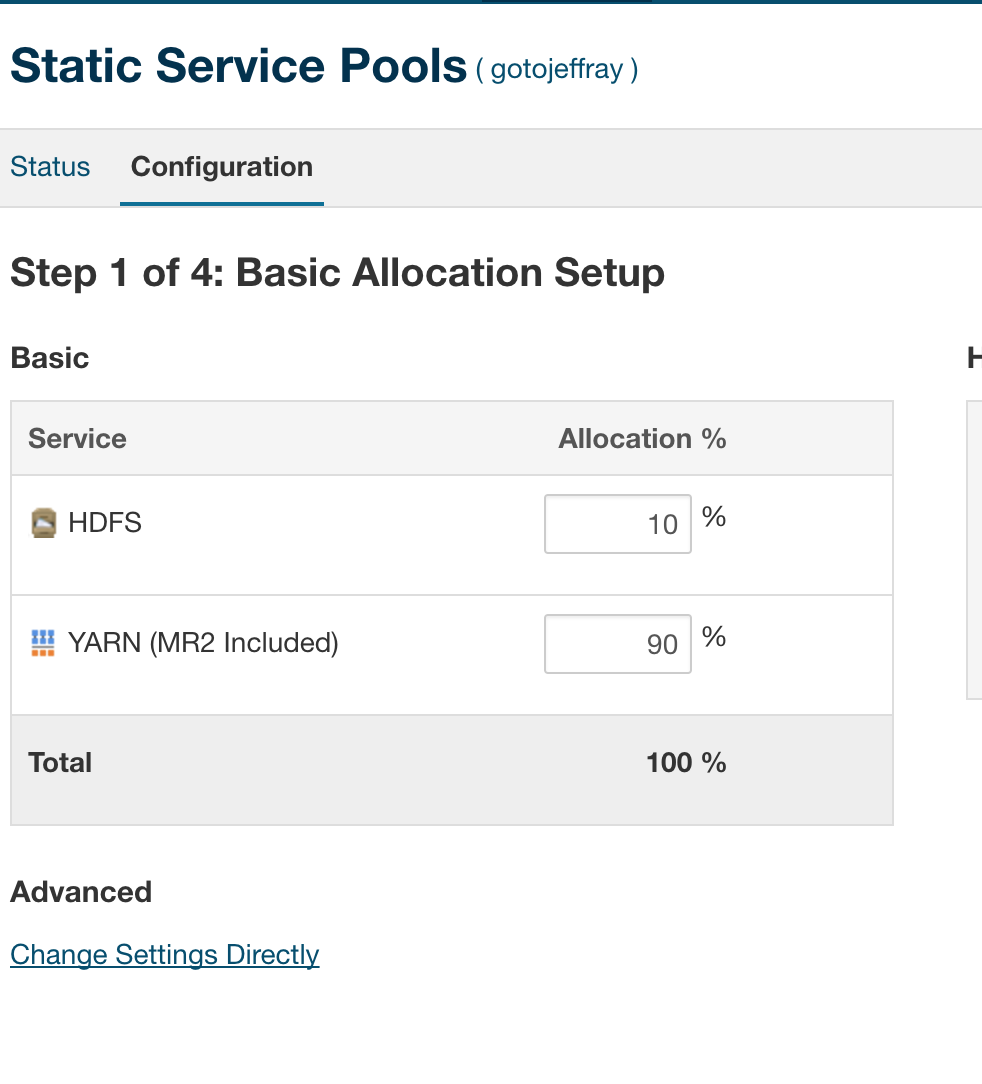 Static Service Pools ( gotojeffray )
Status Configuration
Step 1 of 4: Basic Allocation Setup
Basic
Service Allocation %
HDFS 10 %
YARN (MR2 Included) 90 %
Total 100 %
Advanced
Change Settings Directly